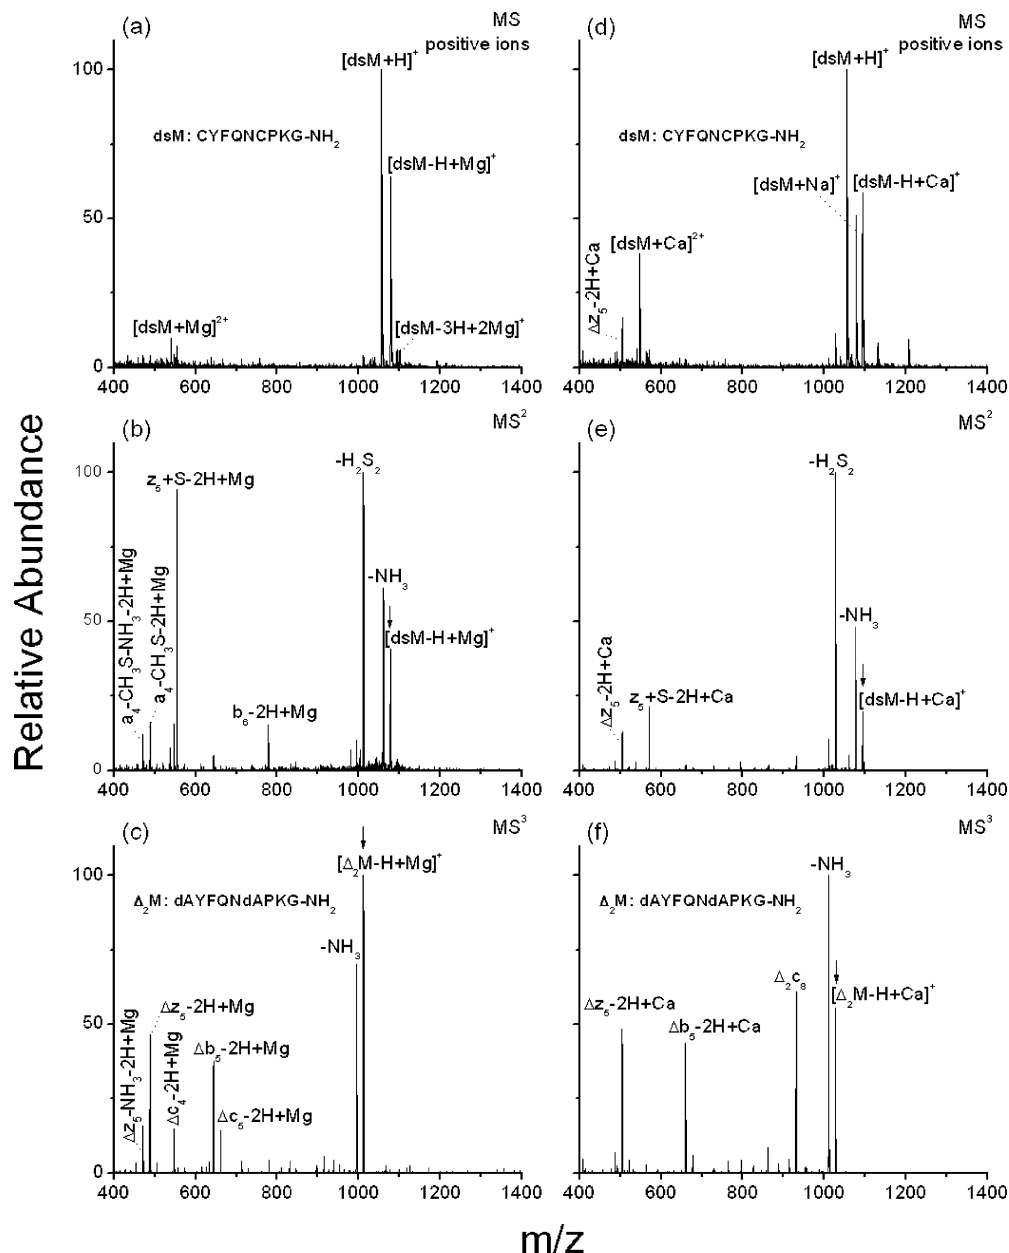 Relative Abundance
(a)
MS
positive ions
[dsM+H]⁺
100
dsM: CYFQNCPKG-NH₂
[dsM-H+Mg]⁺
50
[dsM+Mg]²⁺
[dsM-3H+2Mg]⁺
0
400 600 800 1000 1200 1400
(d)
MS
positive ions
[dsM+H]⁺
dsM: CYFQNCPKG-NH₂
[dsM+Na]⁺
[dsM-H+Ca]⁺
[dsM+Ca]²⁺
Δz₅-2H+Ca
400 600 800 1000 1200 1400
(b)
MS²
-H₂S₂
100
z₅+S-2H+Mg
a₄-CH₃S-NH₃-2H+Mg
a₄-CH₃S-2H+Mg
-NH₃
50
[dsM-H+Mg]⁺
b₆-2H+Mg
0
400 600 800 1000 1200 1400
(e)
MS²
-H₂S₂
-NH₃
Δz₅-2H+Ca
z₅+S-2H+Ca
[dsM-H+Ca]⁺
400 600 800 1000 1200 1400
(c)
MS³
[Δ₂M-H+Mg]⁺
100
Δ₂M: dAYFQNdAPKG-NH₂
-NH₃
Δz₅-NH₃-2H+Mg
Δz₅-2H+Mg
50
Δc₄-2H+Mg
Δb₅-2H+Mg
Δc₅-2H+Mg
0
400 600 800 1000 1200 1400
(f)
MS³
-NH₃
Δ₂M: dAYFQNdAPKG-NH₂
Δ₂c₈
Δz₅-2H+Ca
[Δ₂M-H+Ca]⁺
Δb₅-2H+Ca
400 600 800 1000 1200 1400
m/z